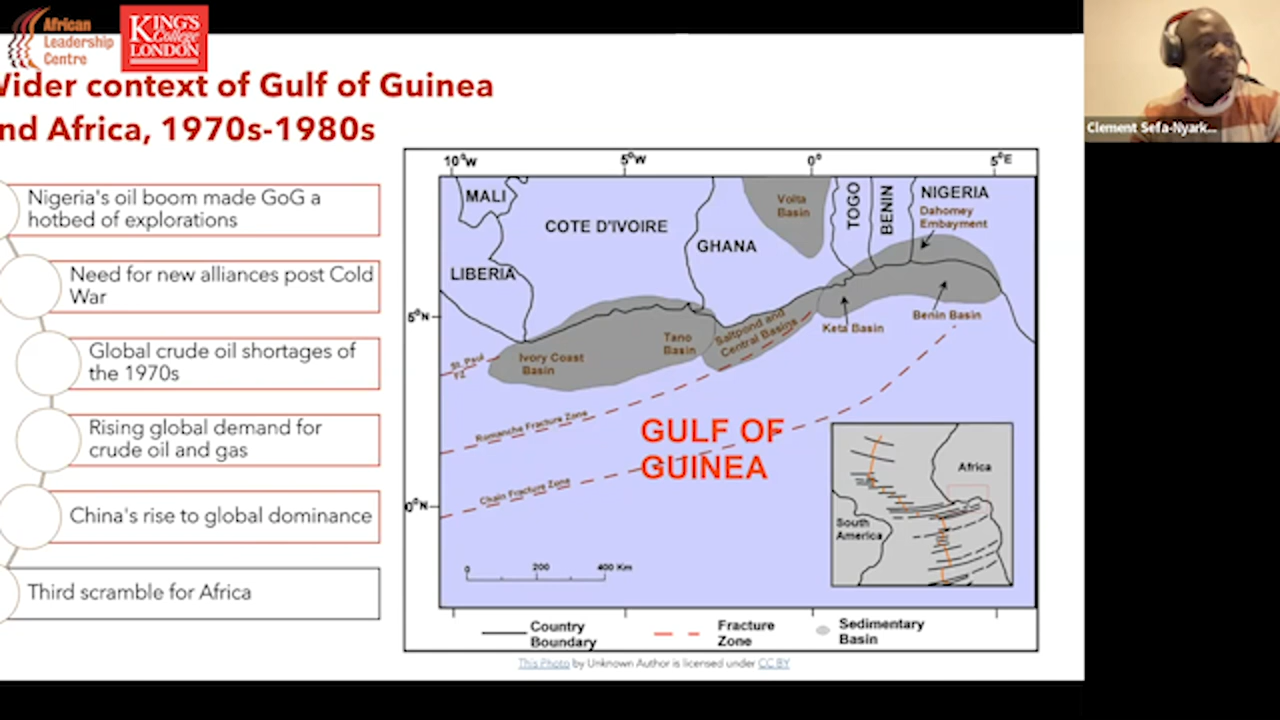 African
Leadership
Centre
KING'S
College
LONDON
Wider context of Gulf of Guinea
nd Africa, 1970s-1980s
Nigeria's oil boom made GoG a
hotbed of explorations
Need for new alliances post Cold
War
Global crude oil shortages of
the 1970s
Rising global demand for
crude oil and gas
China's rise to global dominance
Third scramble for Africa
10°W
5°W
0°
5°E
5°N
0°N
MALI
LIBERIA
COTE D'IVOIRE
GHANA
Volta
Basin
TOGO
BENIN
NIGERIA
Dahomey
Embayment
Ivory Coast
Basin
Tano
Basin
Saltpond and
Central Basins
Keta Basin
Benin Basin
St. Paul
FZ
Romanche Fracture Zone
Chain Fracture Zone
GULF OF
GUINEA
Africa
South
America
0
200
400 Km
Country
Boundary
Fracture
Zone
Sedimentary
Basin
This Photo by Unknown Author is licensed under CC BY
Clement Sefa-Nyark...